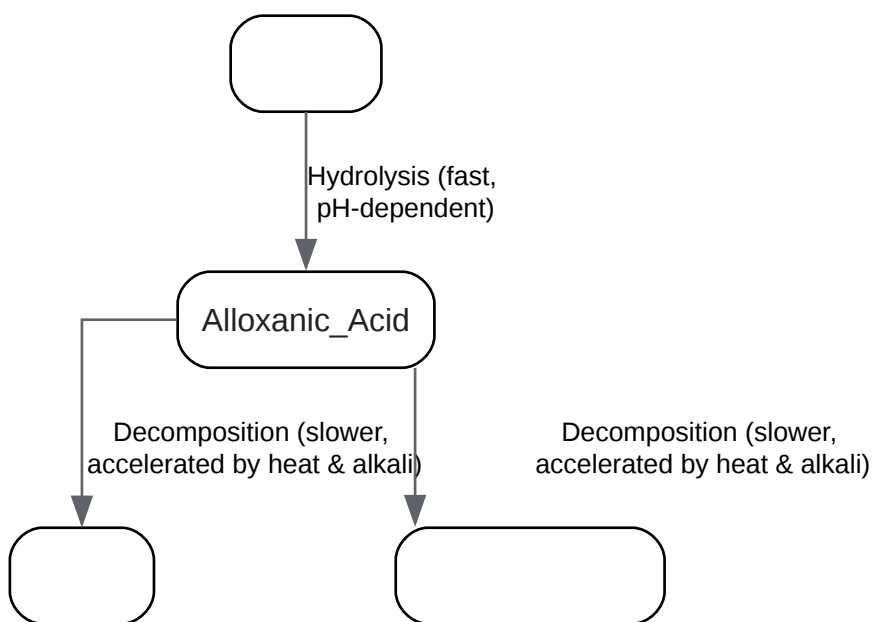 Hydrolysis (fast,
pH-dependent)
Alloxanic_Acid
Decomposition (slower,
accelerated by heat & alkali)
Decomposition (slower,
accelerated by heat & alkali)